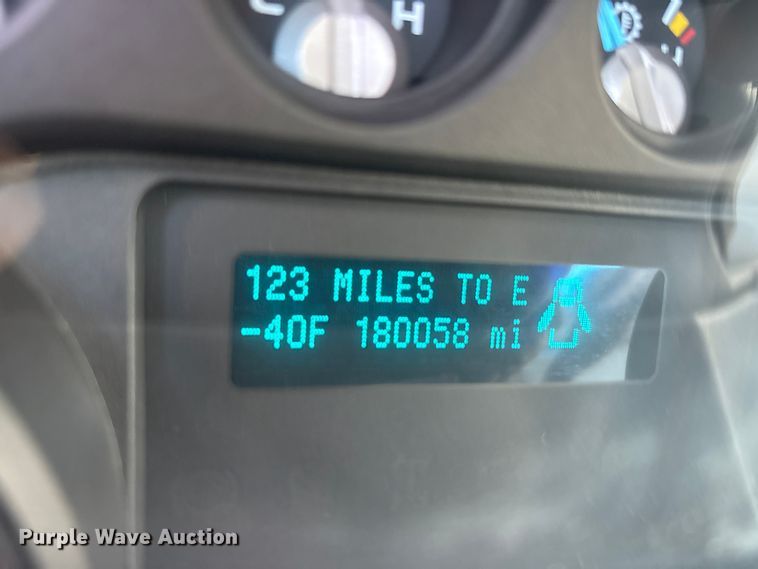 H
123 MILES TO E
-40F 180058 mi
Purple Wave Auction